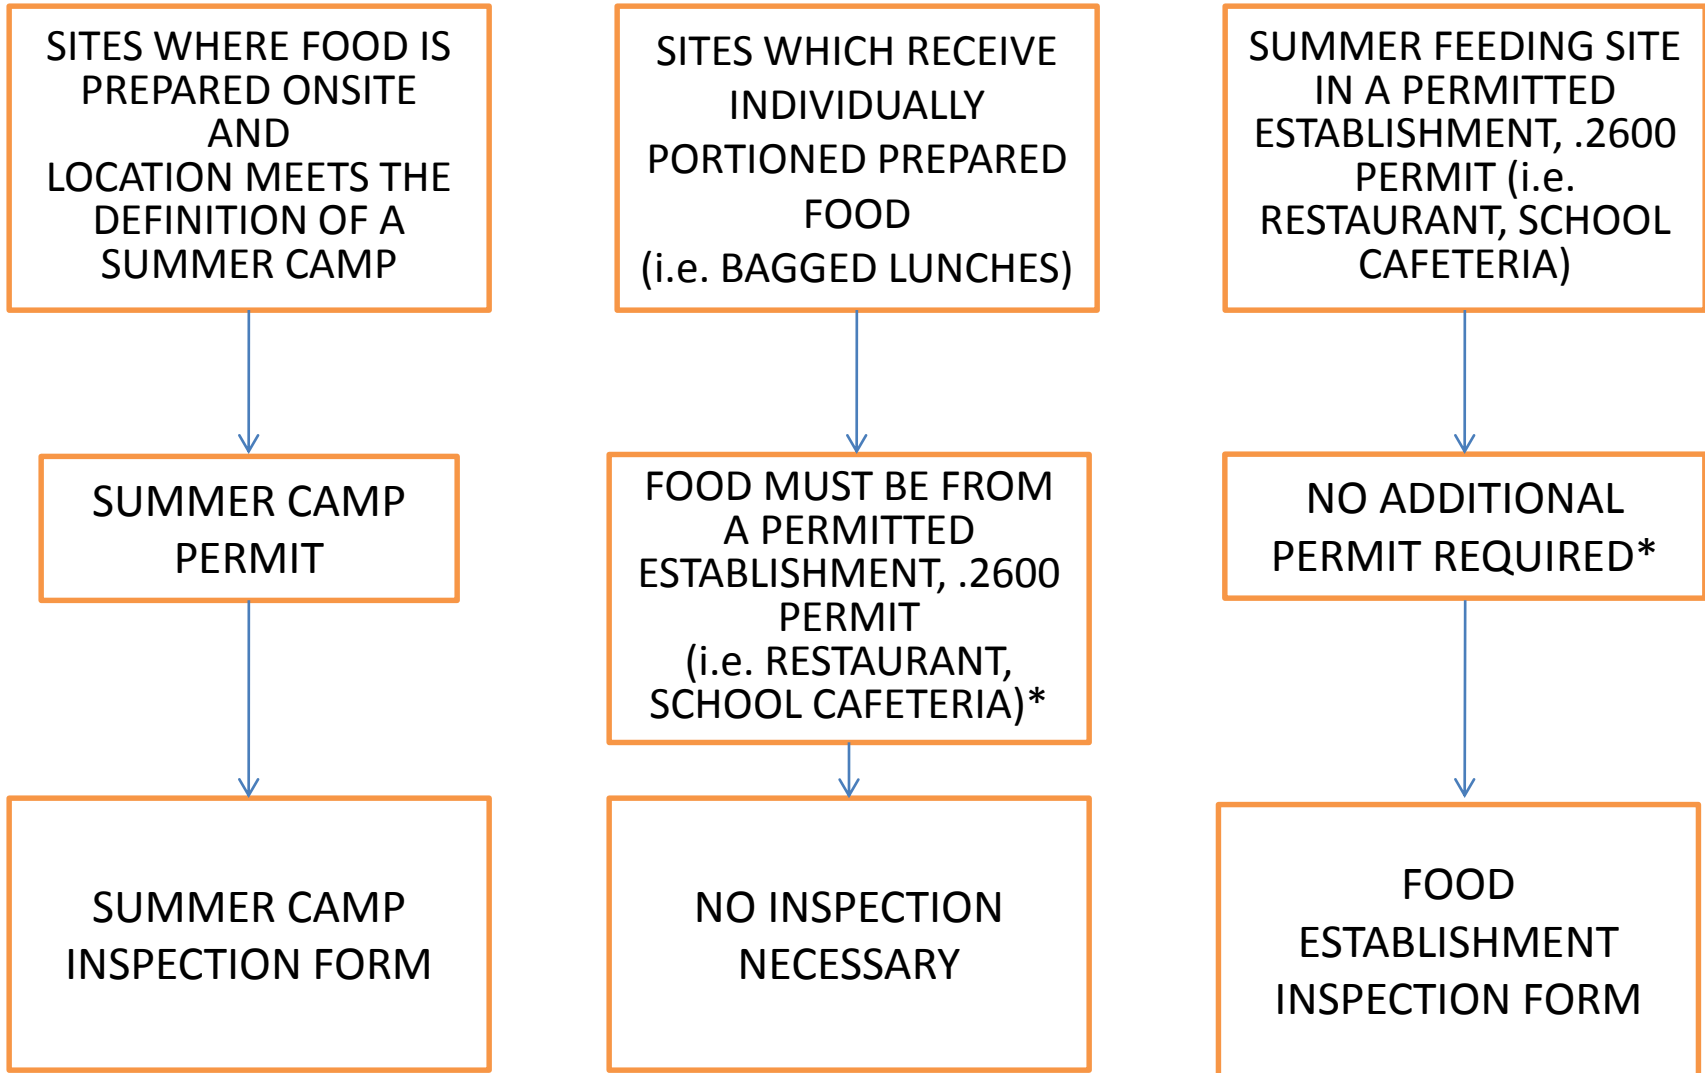 SITES WHERE FOOD IS
PREPARED ONSITE
AND
LOCATION MEETS THE
DEFINITION OF A
SUMMER CAMP
SUMMER CAMP
PERMIT
SUMMER CAMP
INSPECTION FORM
SITES WHICH RECEIVE
INDIVIDUALLY
PORTIONED PREPARED
FOOD
(i.e. BAGGED LUNCHES)
FOOD MUST BE FROM
A PERMITTED
ESTABLISHMENT, .2600
PERMIT
(i.e. RESTAURANT,
SCHOOL CAFETERIA)*
NO INSPECTION
NECESSARY
SUMMER FEEDING SITE
IN A PERMITTED
ESTABLISHMENT, .2600
PERMIT (i.e.
RESTAURANT, SCHOOL
CAFETERIA)
NO ADDITIONAL
PERMIT REQUIRED*
FOOD
ESTABLISHMENT
INSPECTION FORM